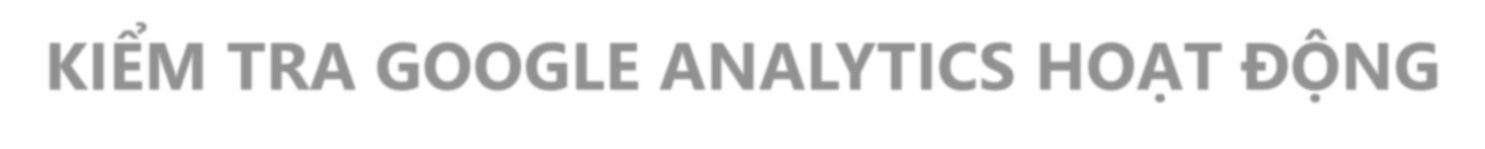 KIỂM TRA GOOGLE ANALYTICS HOẠT ĐỘNG